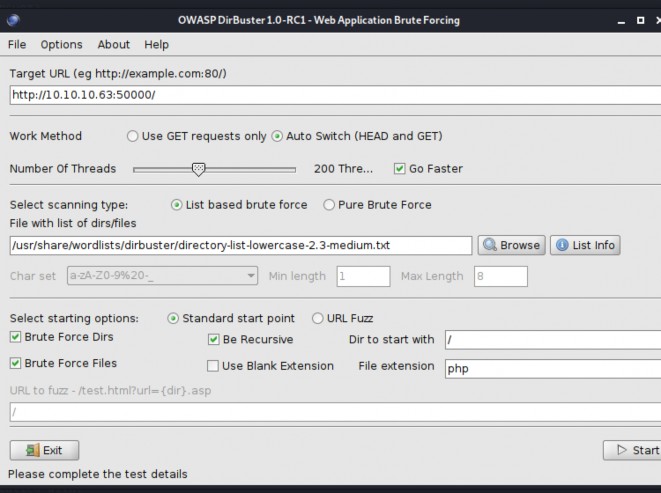 OWASP DirBuster 1.0-RC1 - Web Application Brute Forcing
File Options About Help
Target URL (eg http://example.com:80/)
http://10.10.10.63:50000/
Work Method Use GET requests only Auto Switch (HEAD and GET)
Number Of Threads 200 Thre... Go Faster
Select scanning type: List based brute force Pure Brute Force
File with list of dirs/files
/usr/share/wordlists/dirbuster/directory-list-lowercase-2.3-medium.txt Browse List Info
Char set a-zA-Z0-9%20-_ Min length 1 Max Length 8
Select starting options: Standard start point URL Fuzz
Brute Force Dirs Be Recursive Dir to start with /
Brute Force Files Use Blank Extension File extension php
URL to fuzz - /test.html?url={dir}.asp
/
Exit Start
Please complete the test details